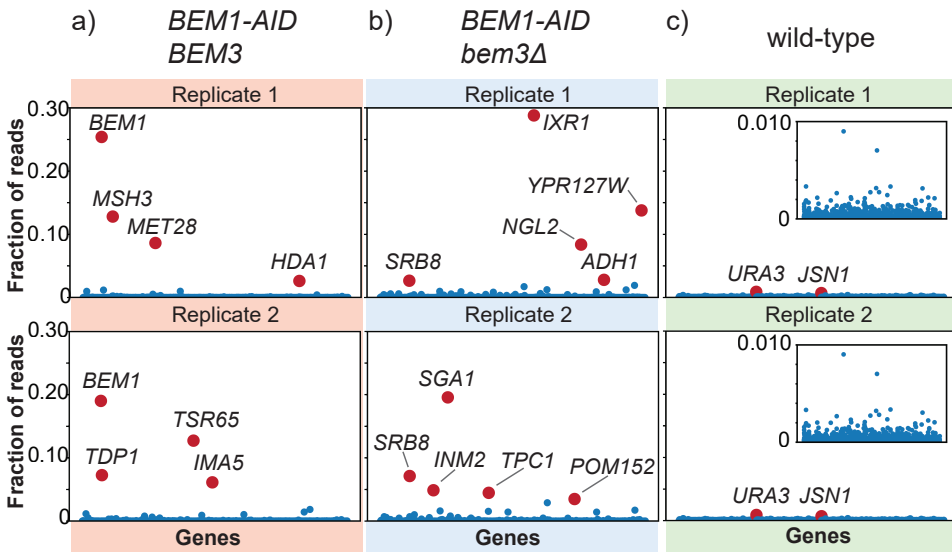 a) BEM1-AID BEM3
b) BEM1-AID bem3Δ
c) wild-type
Replicate 1
Replicate 1
Replicate 1
Fraction of reads
0.30
0.20
0.10
0
BEM1
MSH3
MET28
HDA1
IXR1
YPR127W
NGL2
SRB8
ADH1
0.010
0
URA3 JSN1
Replicate 2
Replicate 2
Replicate 2
Fraction of reads
0.30
0.20
0.10
0
BEM1
TSR65
TDP1
IMA5
SGA1
SRB8
INM2
TPC1
POM152
0.010
0
URA3 JSN1
Genes
Genes
Genes